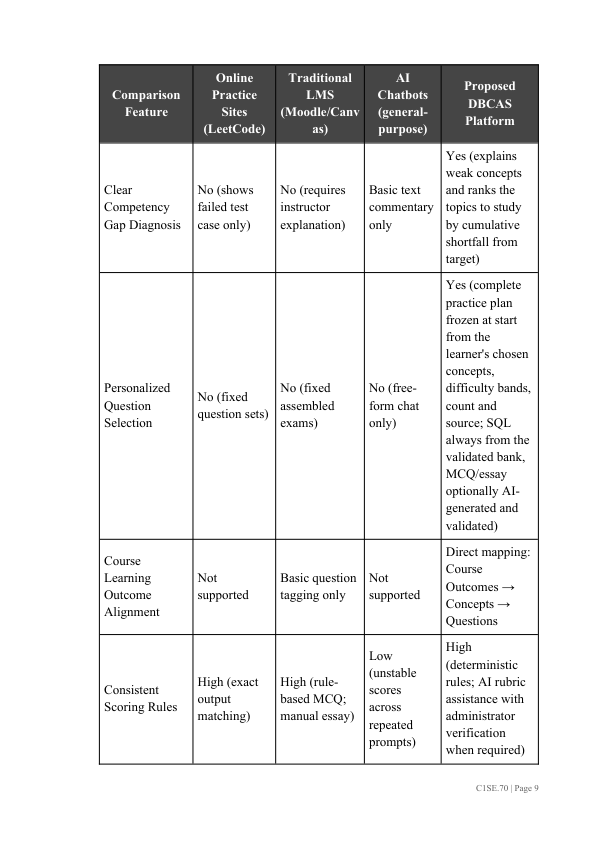 Comparison
Feature
Online
Practice
Sites
(LeetCode)
Traditional
LMS
(Moodle/Canv
as)
AI
Chatbots
(general-
purpose)
Proposed
DBCAS
Platform
Clear
Competency
Gap Diagnosis
No (shows
failed test
case only)
No (requires
instructor
explanation)
Basic text
commentary
only
Yes (explains
weak concepts
and ranks the
topics to study
by cumulative
shortfall from
target)
Personalized
Question
Selection
No (fixed
question sets)
No (fixed
assembled
exams)
No (free-
form chat
only)
Yes (complete
practice plan
frozen at start
from the
learner's chosen
concepts,
difficulty bands,
count and
source; SQL
always from the
validated bank,
MCQ/essay
optionally AI-
generated and
validated)
Course
Learning
Outcome
Alignment
Not
supported
Basic question
tagging only
Not
supported
Direct mapping:
Course
Outcomes →
Concepts →
Questions
Consistent
Scoring Rules
High (exact
output
matching)
High (rule-
based MCQ;
manual essay)
Low
(unstable
scores
across
repeated
prompts)
High
(deterministic
rules; AI rubric
assistance with
administrator
verification
when required)
C1SE.70 | Page 9